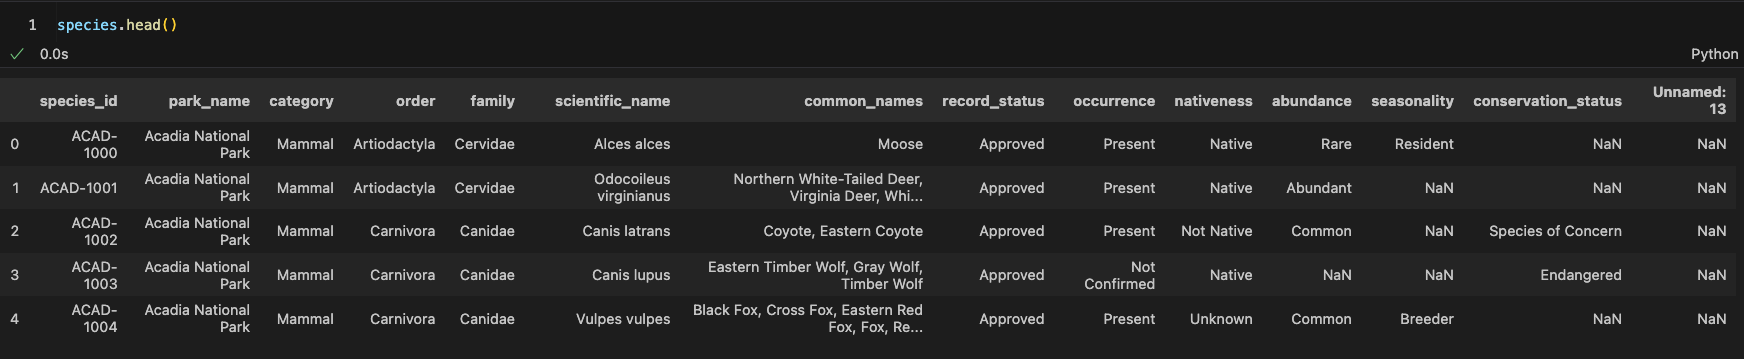 1 species.head()
0.0s Python
species_id park_name category order family scientific_name common_names record_status occurrence nativeness abundance seasonality conservation_status Unnamed: 13
0 ACAD-1000 Acadia National Park Mammal Artiodactyla Cervidae Alces alces Moose Approved Present Native Rare Resident NaN NaN
1 ACAD-1001 Acadia National Park Mammal Artiodactyla Cervidae Odocoileus virginianus Northern White-Tailed Deer, Virginia Deer, Whi... Approved Present Native Abundant NaN NaN NaN
2 ACAD-1002 Acadia National Park Mammal Carnivora Canidae Canis latrans Coyote, Eastern Coyote Approved Present Not Native Common NaN Species of Concern NaN
3 ACAD-1003 Acadia National Park Mammal Carnivora Canidae Canis lupus Eastern Timber Wolf, Gray Wolf, Timber Wolf Approved Not Confirmed Native NaN NaN Endangered NaN
4 ACAD-1004 Acadia National Park Mammal Carnivora Canidae Vulpes vulpes Black Fox, Cross Fox, Eastern Red Fox, Fox, Re... Approved Present Unknown Common Breeder NaN NaN